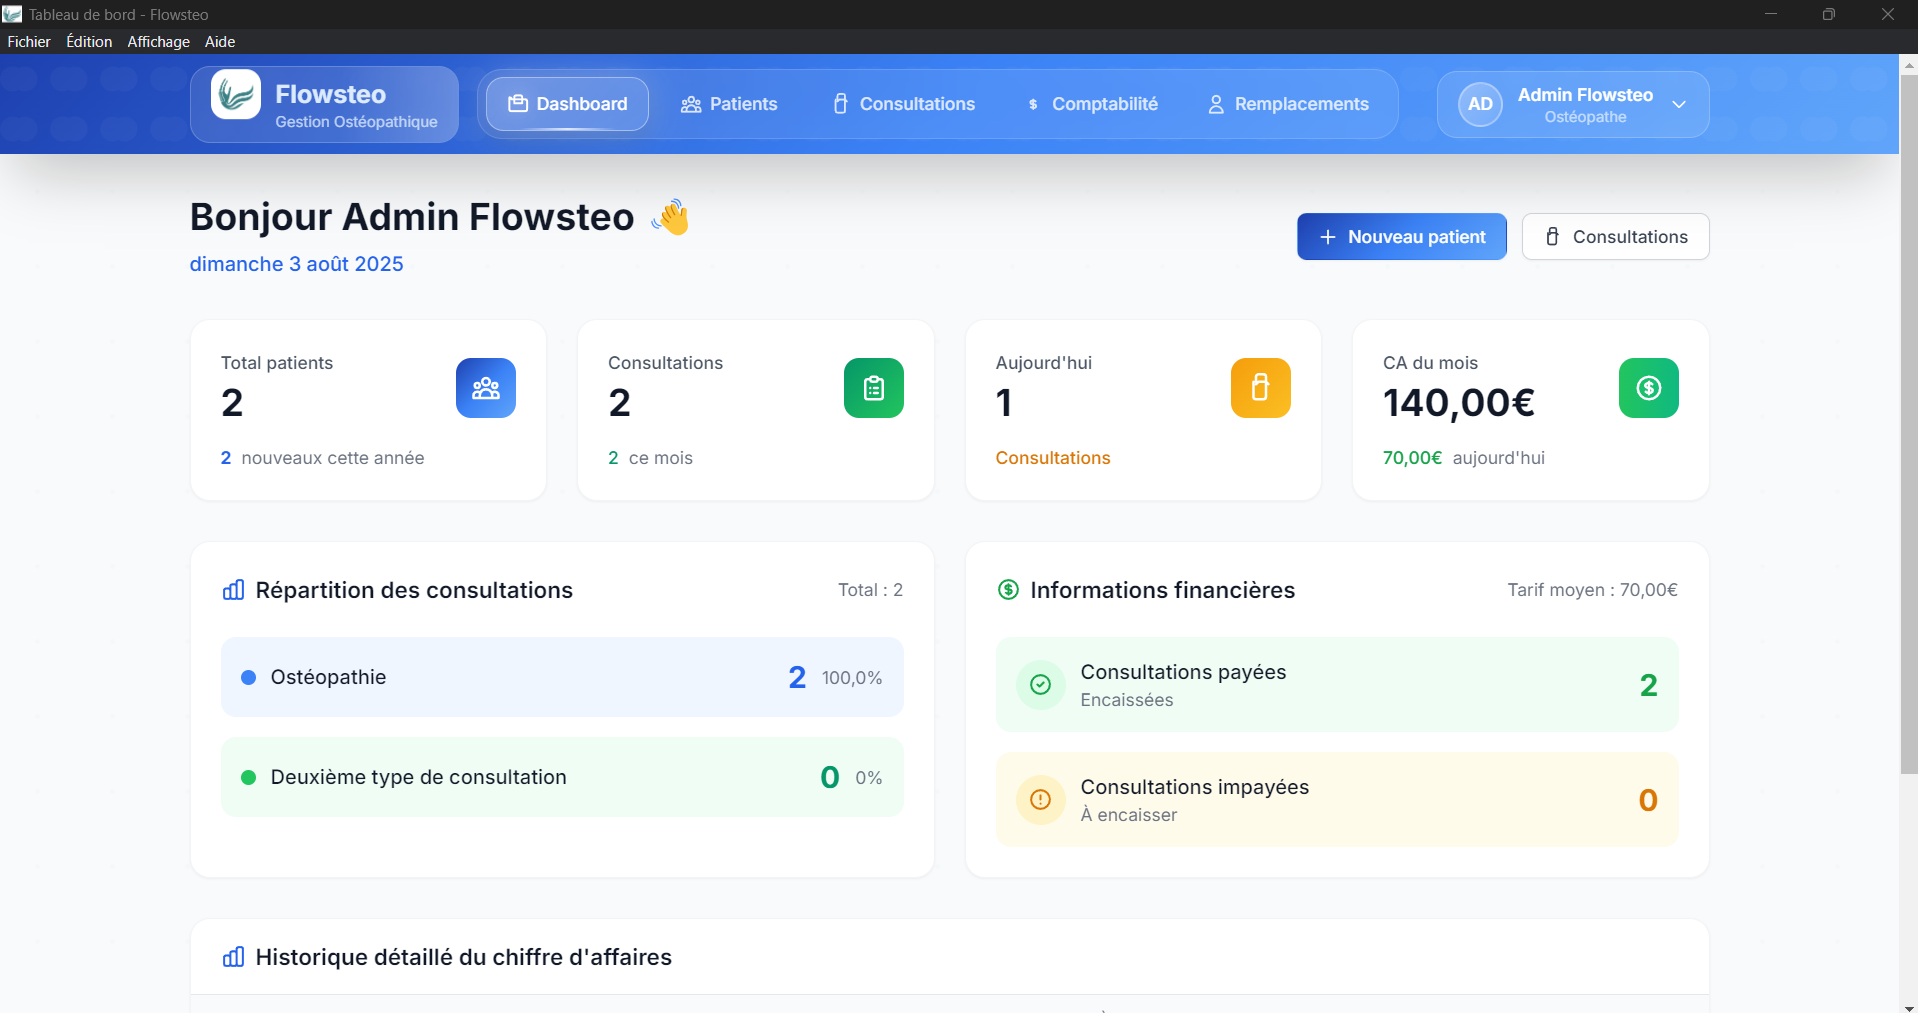 Tableau de bord - Flowsteo
Fichier Édition Affichage Aide
Flowsteo
Gestion Ostéopathique
Dashboard
Patients
Consultations
$ Comptabilité
Remplacements
AD
Admin Flowsteo
Ostéopathe
Bonjour Admin Flowsteo 👋
dimanche 3 août 2025
+ Nouveau patient
Consultations
Total patients
2
2 nouveaux cette année
Consultations
2
2 ce mois
Aujourd'hui
1
Consultations
CA du mois
140,00€
70,00€ aujourd'hui
Répartition des consultations
Total : 2
Ostéopathie
2 100,0%
Deuxième type de consultation
0 0%
Informations financières
Tarif moyen : 70,00€
Consultations payées
Encaissées
2
Consultations impayées
À encaisser
0
Historique détaillé du chiffre d'affaires